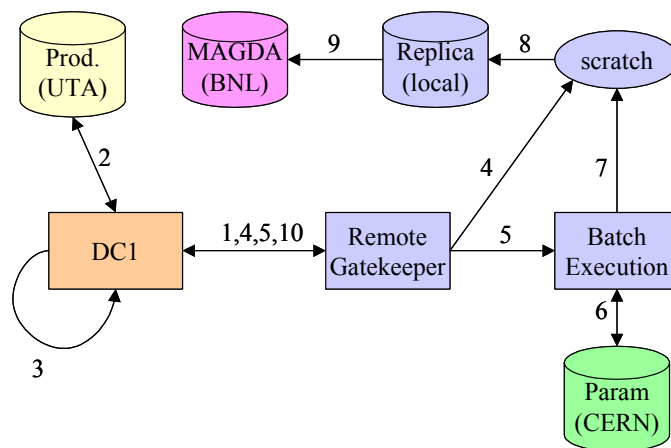 Prod.
(UTA)
MAGDA
(BNL)
9
Replica
(local)
8
scratch
2
4
7
DC1
1,4,5,10
Remote
Gatekeeper
5
Batch
Execution
3
6
Param
(CERN)